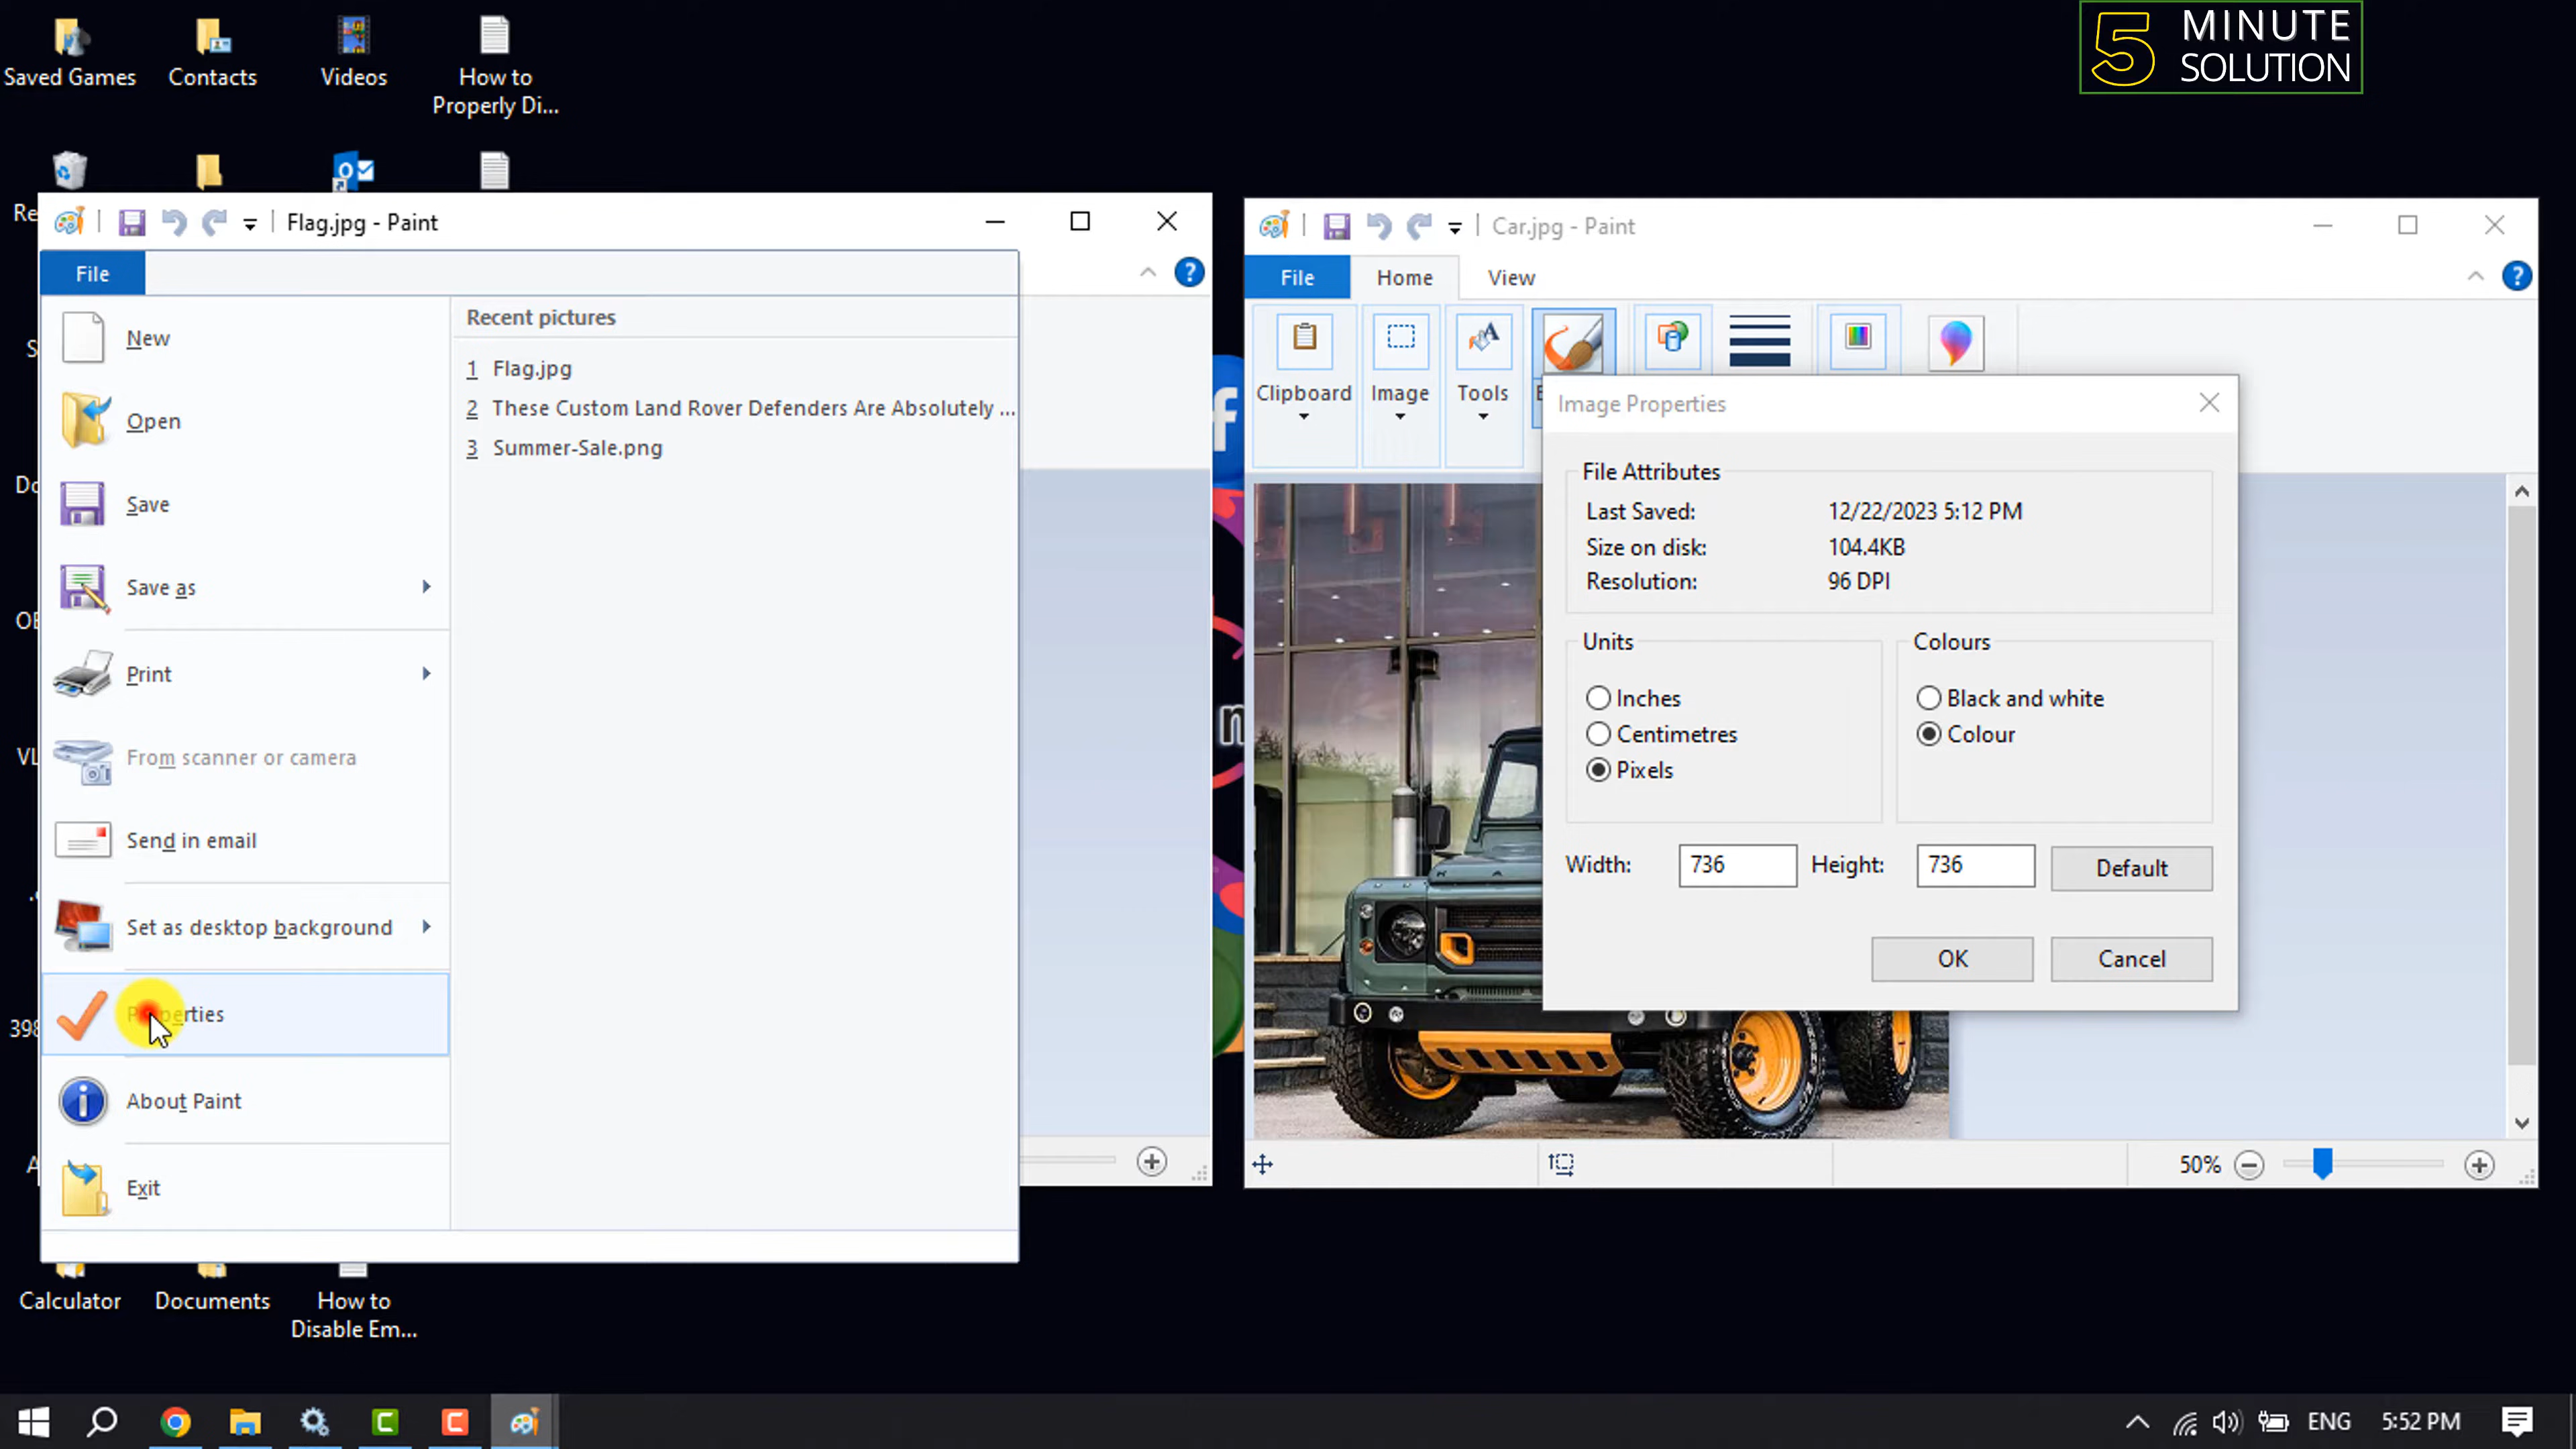 5 MINUTE SOLUTION
Saved Games
Contacts
Videos
How to
Properly Di...
Flag.jpg - Paint
File
New
Open
Save
Save as
Print
From scanner or camera
Send in email
Set as desktop background
Properties
About Paint
Exit
Recent pictures
1 Flag.jpg
2 These Custom Land Rover Defenders Are Absolutely ...
3 Summer-Sale.png
Car.jpg - Paint
File
Home
View
Clipboard
Image
Tools
Image Properties
File Attributes
Last Saved: 12/22/2023 5:12 PM
Size on disk: 104.4KB
Resolution: 96 DPI
Units
Inches
Centimetres
Pixels
Colours
Black and white
Colour
Width: 736 Height: 736 Default
OK Cancel
50%
Calculator
Documents
How to
Disable Em...
ENG 5:52 PM